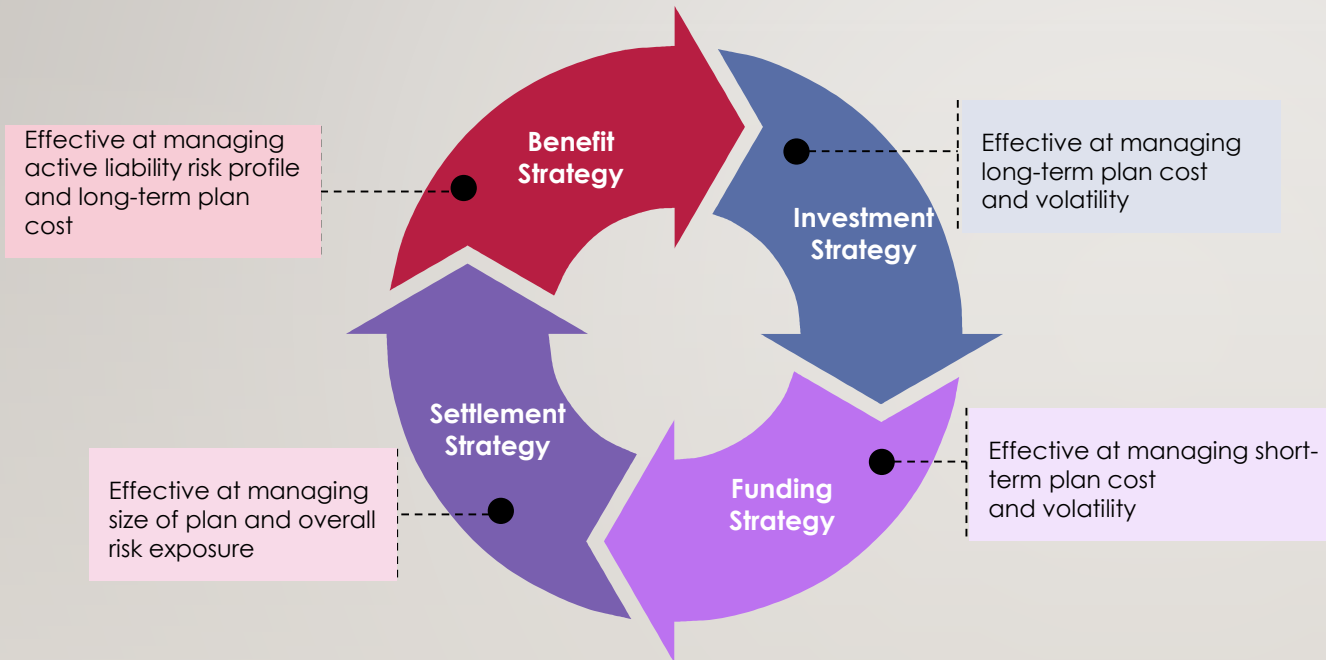 Effective at managing
active liability risk profile
and long-term plan
cost
Benefit
Strategy
Effective at managing
long-term plan cost
and volatility
Investment
Strategy
Settlement
Strategy
Effective at managing
size of plan and overall
risk exposure
Funding
Strategy
Effective at managing short-
term plan cost
and volatility